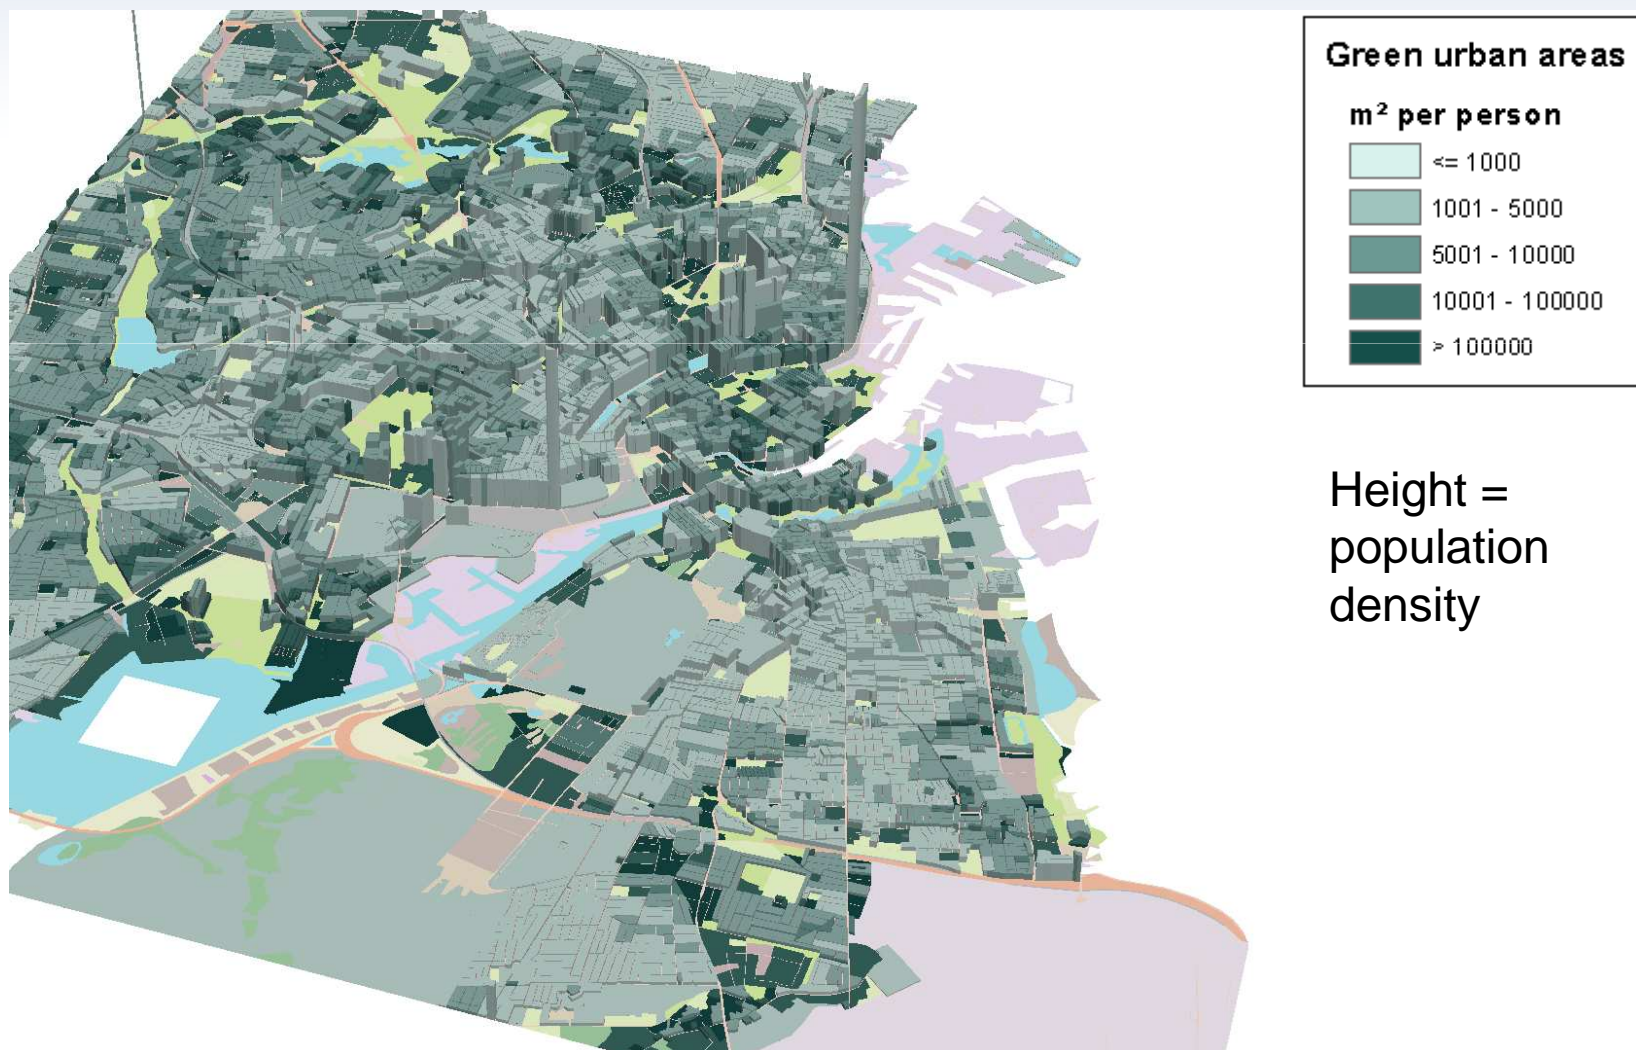 Green urban areas
m² per person
<= 1000
1001 - 5000
5001 - 10000
10001 - 100000
> 100000
Height =
population
density